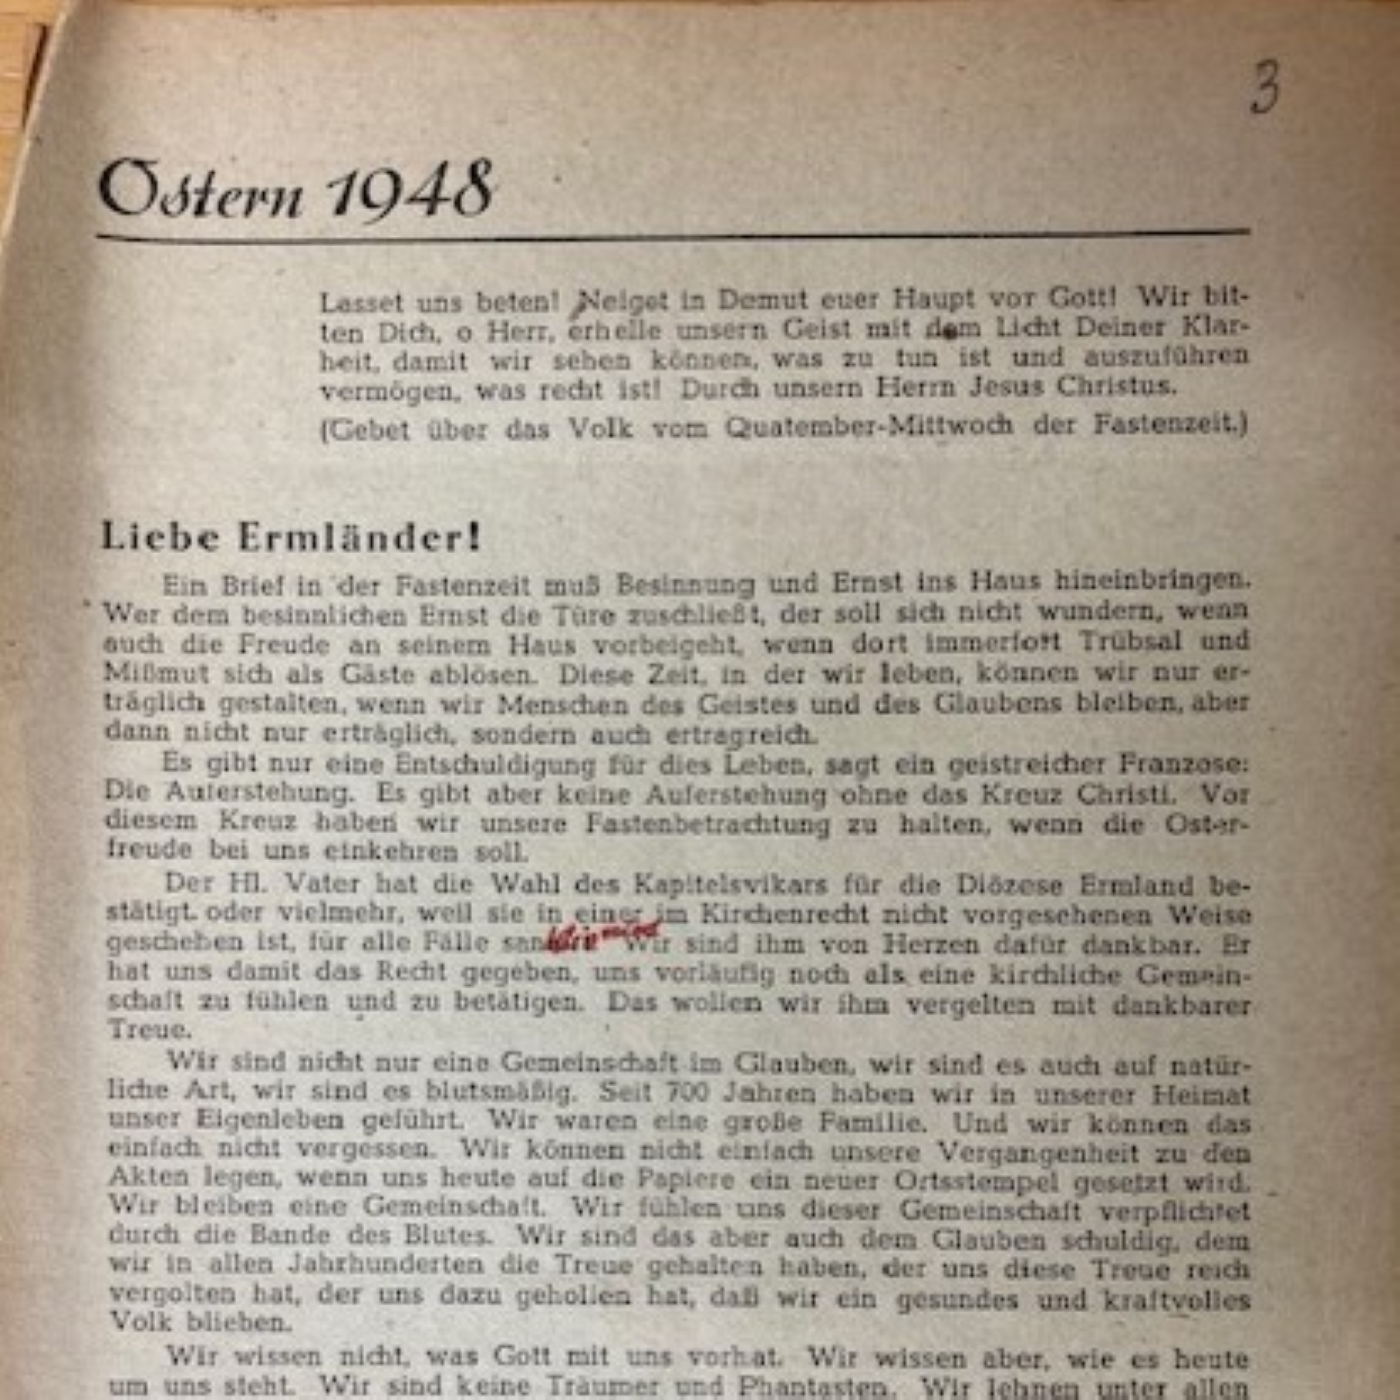 3
Ostern 1948
Lasset uns beten! Neiget in Demut euer Haupt vor Gott! Wir bit-
ten Dich, o Herr, erhelle unsern Geist mit dem Licht Deiner Klar-
heit, damit wir sehen können, was zu tun ist und auszuführen
vermögen, was recht ist! Durch unsern Herrn Jesus Christus.
(Gebet über das Volk vom Quatember-Mittwoch der Fastenzeit.)
Liebe Ermländer!
Ein Brief in der Fastenzeit muß Besinnung und Ernst ins Haus hineinbringen.
Wer dem besinnlichen Ernst die Türe zuschließt, der soll sich nicht wundern, wenn
auch die Freude an seinem Haus vorbeigeht, wenn dort immerfort Trübsal und
Mißmut sich als Gäste ablösen. Diese Zeit, in der wir leben, können wir nur er-
träglich gestalten, wenn wir Menschen des Geistes und des Glaubens bleiben, aber
dann nicht nur erträglich, sondern auch ertragreich.
Es gibt nur eine Entschuldigung für dies Leben, sagt ein geistreicher Franzose:
Die Auferstehung. Es gibt aber keine Auferstehung ohne das Kreuz Christi. Vor
diesem Kreuz haben wir unsere Fastenbetrachtung zu halten, wenn die Oster-
freude bei uns einkehren soll.
Der Hl. Vater hat die Wahl des Kapitelsvikars für die Diözese Ermland be-
stätigt oder vielmehr, weil sie in einer im Kirchenrecht nicht vorgesehenen Weise
geschehen ist, für alle Fälle Wir sind ihm von Herzen dafür dankbar. Er
hat uns damit das Recht gegeben, uns vorläufig noch als eine kirchliche Gemein-
schaft zu fühlen und zu betätigen. Das wollen wir ihm vergelten mit dankbarer
Treue.
Wir sind nicht nur eine Gemeinschaft im Glauben, wir sind es auch auf natür-
liche Art, wir sind es blutsmäßig. Seit 700 Jahren haben wir in unserer Heimat
unser Eigenleben geführt. Wir waren eine große Familie. Und wir können das
einfach nicht vergessen. Wir können nicht einfach unsere Vergangenheit zu den
Akten legen, wenn uns heute auf die Papiere ein neuer Ortsstempel gesetzt wird.
Wir bleiben eine Gemeinschaft. Wir fühlen uns dieser Gemeinschaft verpflichtet
durch die Bande des Blutes. Wir sind das aber auch dem Glauben schuldig, dem
wir in allen Jahrhunderten die Treue gehalten haben, der uns diese Treue reich
vergolten hat, der uns dazu geholfen hat, daß wir ein gesundes und kraftvolles
Volk blieben.
Wir wissen nicht, was Gott mit uns vorhat. Wir wissen aber, wie es heute
um uns steht. Wir sind keine Träumer und Phantasten. Wir lehnen unter allen